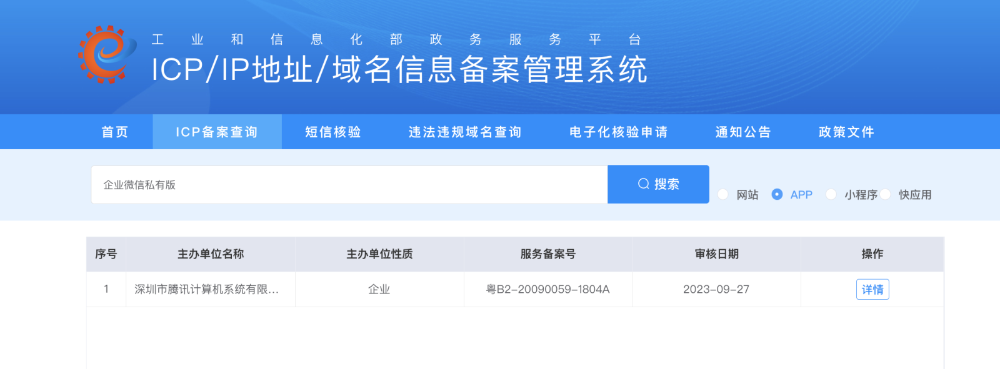 工业和信息化部政务服务平台
ICP/IP地址/域名信息备案管理系统
首页 ICP备案查询 短信核验 违法违规域名查询 电子化核验申请 通知公告 政策文件
企业微信私有版 搜索 网站 APP 小程序 快应用
序号 主办单位名称 主办单位性质 服务备案号 审核日期 操作
1 深圳市腾讯计算机系统有限... 企业 粤B2-20090059-1804A 2023-09-27 详情